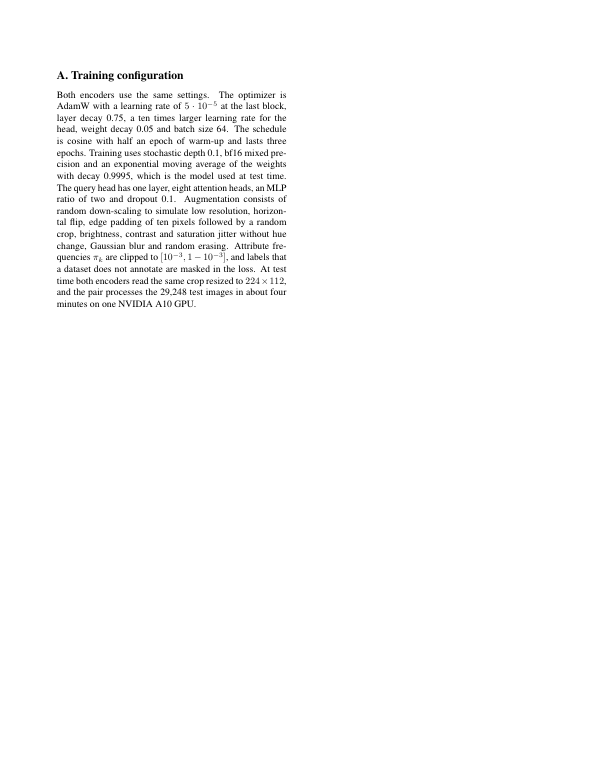 A. Training configuration
Both encoders use the same settings. The optimizer is
AdamW with a learning rate of 5 · 10⁻⁵ at the last block,
layer decay 0.75, a ten times larger learning rate for the
head, weight decay 0.05 and batch size 64. The schedule
is cosine with half an epoch of warm-up and lasts three
epochs. Training uses stochastic depth 0.1, bf16 mixed pre-
cision and an exponential moving average of the weights
with decay 0.9995, which is the model used at test time.
The query head has one layer, eight attention heads, an MLP
ratio of two and dropout 0.1. Augmentation consists of
random down-scaling to simulate low resolution, horizon-
tal flip, edge padding of ten pixels followed by a random
crop, brightness, contrast and saturation jitter without hue
change, Gaussian blur and random erasing. Attribute fre-
quencies πₖ are clipped to [10⁻³, 1 − 10⁻³], and labels that
a dataset does not annotate are masked in the loss. At test
time both encoders read the same crop resized to 224 × 112,
and the pair processes the 29,248 test images in about four
minutes on one NVIDIA A10 GPU.